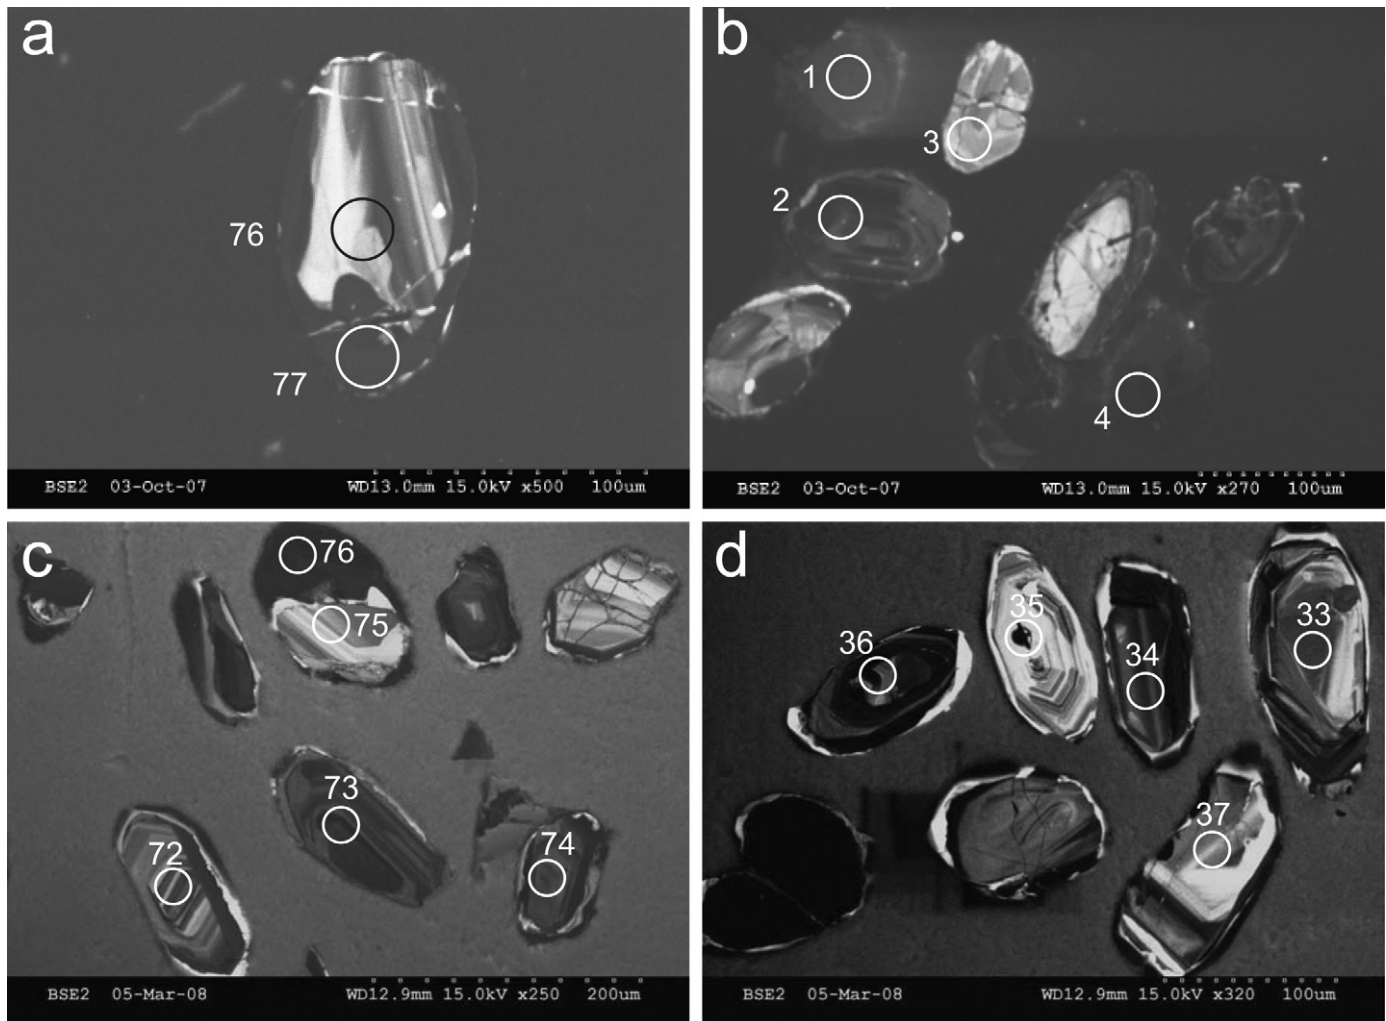 a
76
77
BSE2 03-Oct-07 WD13.0mm 15.0kV x500 100um
b
1
3
2
4
BSE2 03-Oct-07 WD13.0mm 15.0kV x270 100um
c
76
75
73
72
74
BSE2 05-Mar-08 WD12.9mm 15.0kV x250 200um
d
35
33
36
34
37
BSE2 05-Mar-08 WD12.9mm 15.0kV x320 100um